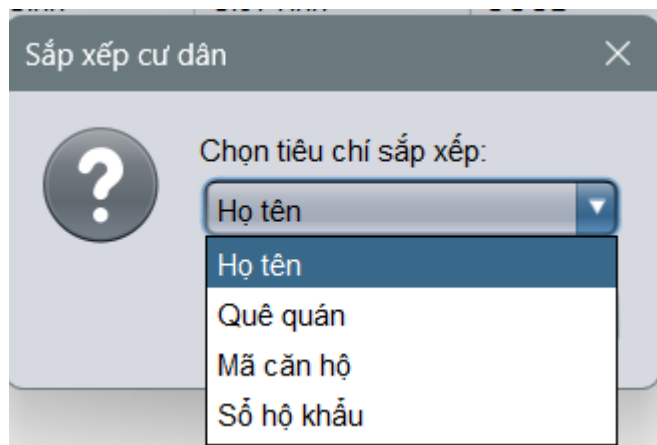 Sắp xếp cư dân
Chọn tiêu chí sắp xếp:
Họ tên
Họ tên
Quê quán
Mã căn hộ
Sổ hộ khẩu